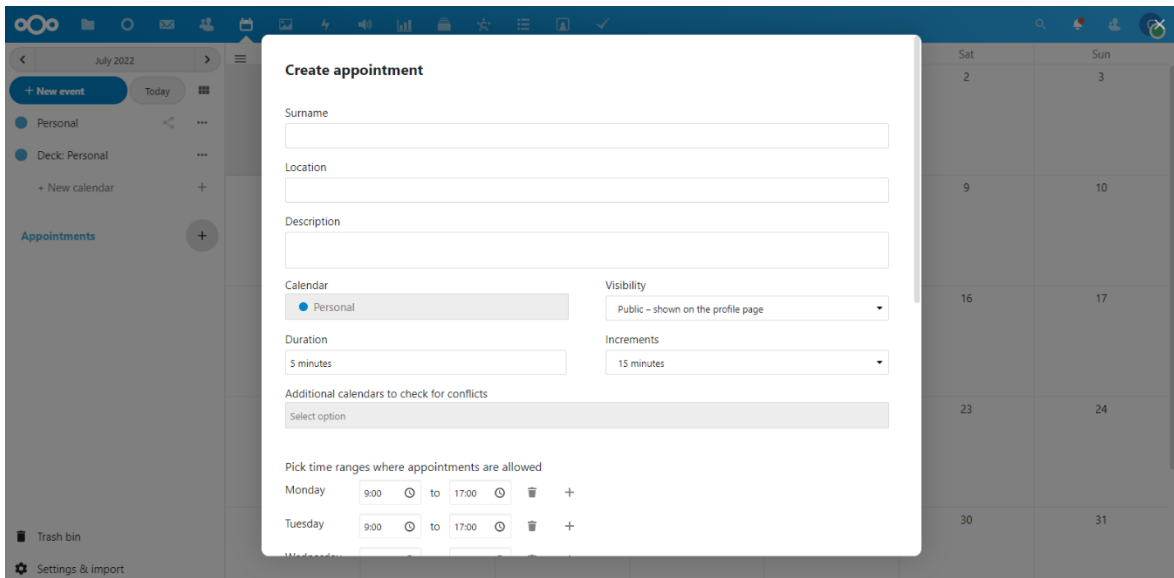 July 2022
+ New event
Today
Personal
Deck: Personal
+ New calendar
Appointments
Trash bin
Settings & import
Create appointment
Surname
Location
Description
Calendar
Visibility
Personal
Public – shown on the profile page
Duration
Increments
5 minutes
15 minutes
Additional calendars to check for conflicts
Select option
Pick time ranges where appointments are allowed
Monday 9:00 to 17:00
Tuesday 9:00 to 17:00
Wednesday
Sat Sun
2 3
9 10
16 17
23 24
30 31